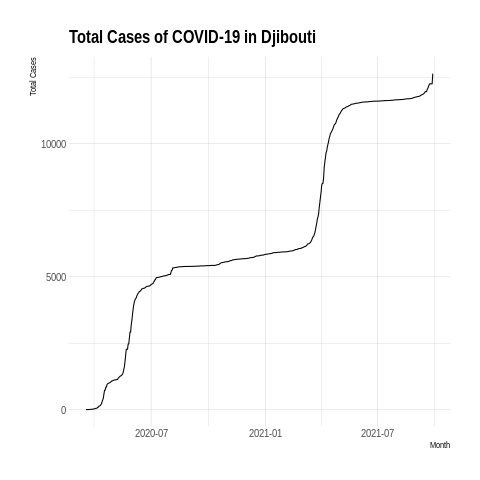 Total Cases of COVID-19 in Djibouti
Total Cases
10000
5000
0
2020-07 2021-01 2021-07
Month